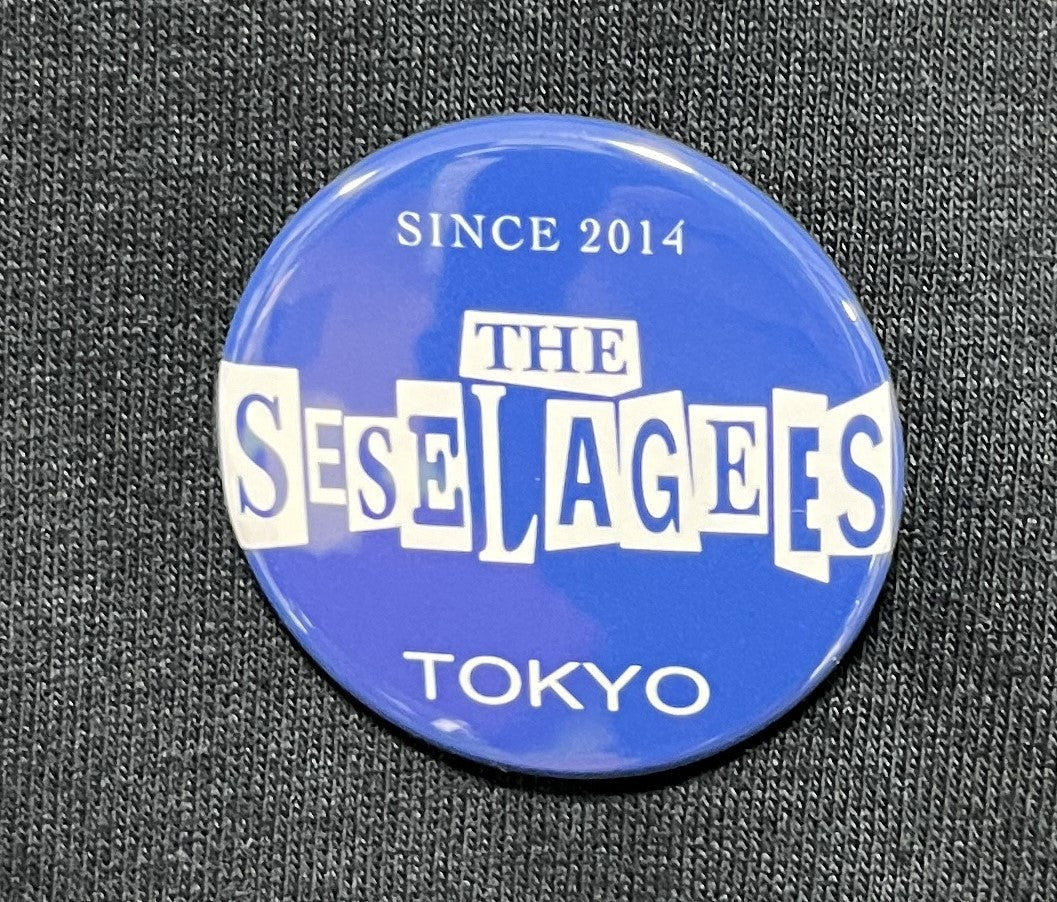 SINCE 2014
THE
SESELAGEES
TOKYO